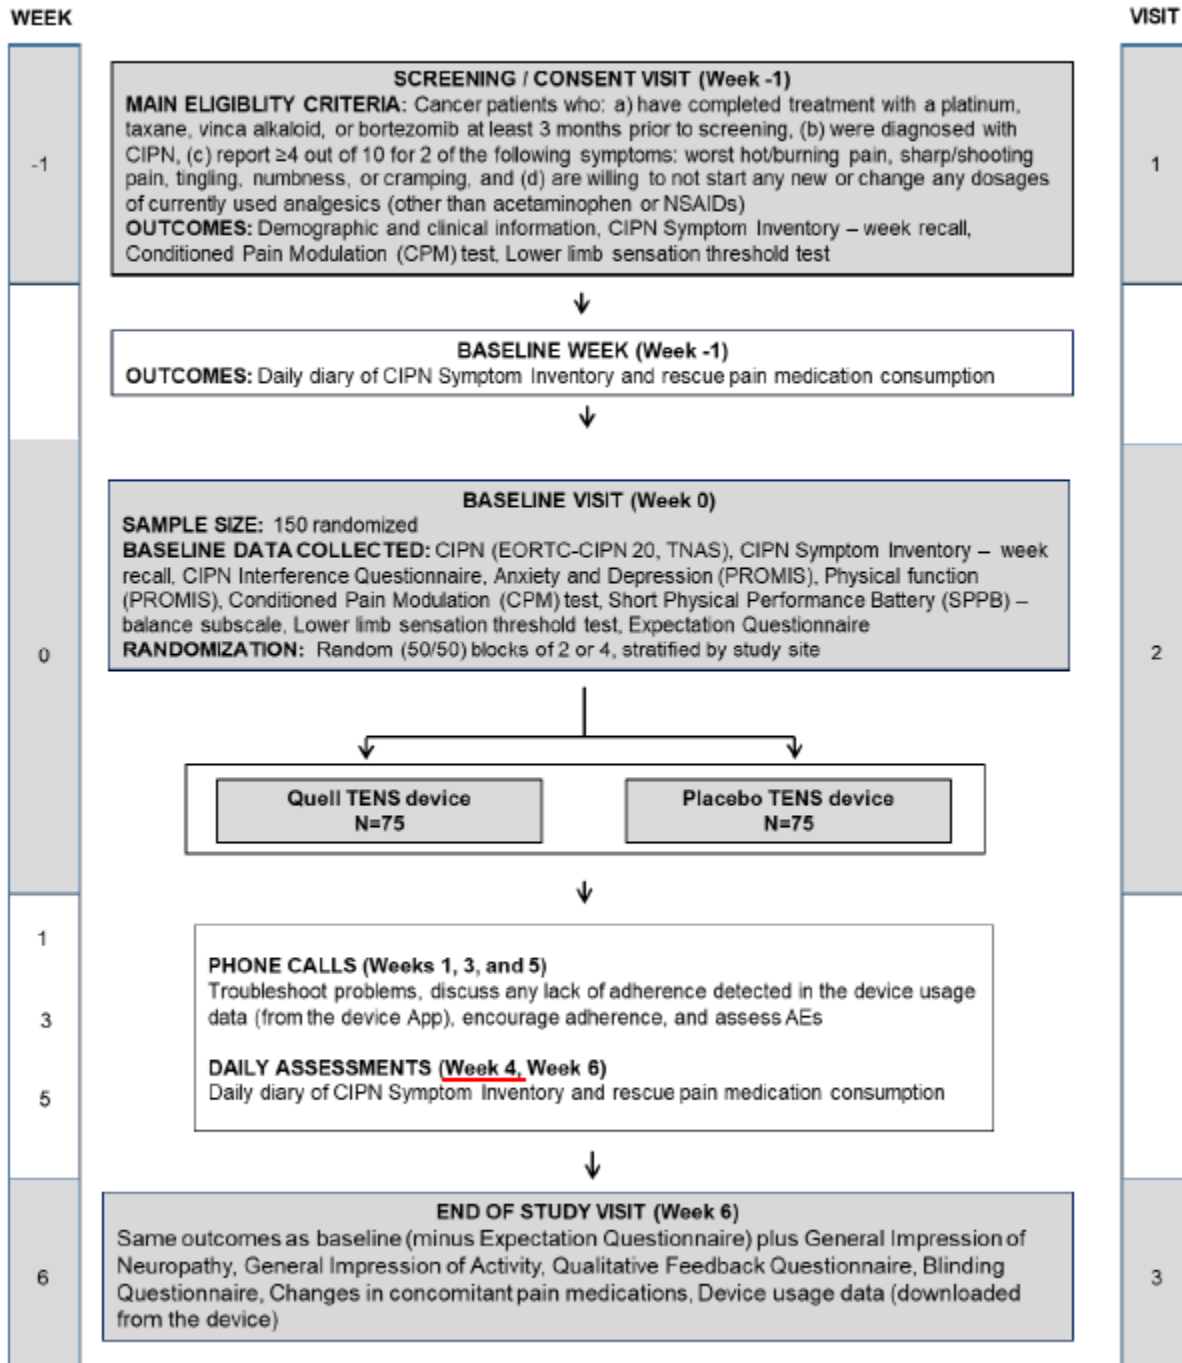 WEEK
VISIT
-1
1
SCREENING / CONSENT VISIT (Week -1)
MAIN ELIGIBLITY CRITERIA: Cancer patients who: a) have completed treatment with a platinum,
taxane, vinca alkaloid, or bortezomib at least 3 months prior to screening, (b) were diagnosed with
CIPN, (c) report ≥4 out of 10 for 2 of the following symptoms: worst hot/burning pain, sharp/shooting
pain, tingling, numbness, or cramping, and (d) are willing to not start any new or change any dosages
of currently used analgesics (other than acetaminophen or NSAIDs)
OUTCOMES: Demographic and clinical information, CIPN Symptom Inventory – week recall,
Conditioned Pain Modulation (CPM) test, Lower limb sensation threshold test
BASELINE WEEK (Week -1)
OUTCOMES: Daily diary of CIPN Symptom Inventory and rescue pain medication consumption
0
2
BASELINE VISIT (Week 0)
SAMPLE SIZE: 150 randomized
BASELINE DATA COLLECTED: CIPN (EORTC-CIPN 20, TNAS), CIPN Symptom Inventory – week
recall, CIPN Interference Questionnaire, Anxiety and Depression (PROMIS), Physical function
(PROMIS), Conditioned Pain Modulation (CPM) test, Short Physical Performance Battery (SPPB) –
balance subscale, Lower limb sensation threshold test, Expectation Questionnaire
RANDOMIZATION: Random (50/50) blocks of 2 or 4, stratified by study site
Quell TENS device
N=75
Placebo TENS device
N=75
1
3
5
PHONE CALLS (Weeks 1, 3, and 5)
Troubleshoot problems, discuss any lack of adherence detected in the device usage
data (from the device App), encourage adherence, and assess AEs
DAILY ASSESSMENTS (Week 4, Week 6)
Daily diary of CIPN Symptom Inventory and rescue pain medication consumption
6
3
END OF STUDY VISIT (Week 6)
Same outcomes as baseline (minus Expectation Questionnaire) plus General Impression of
Neuropathy, General Impression of Activity, Qualitative Feedback Questionnaire, Blinding
Questionnaire, Changes in concomitant pain medications, Device usage data (downloaded
from the device)